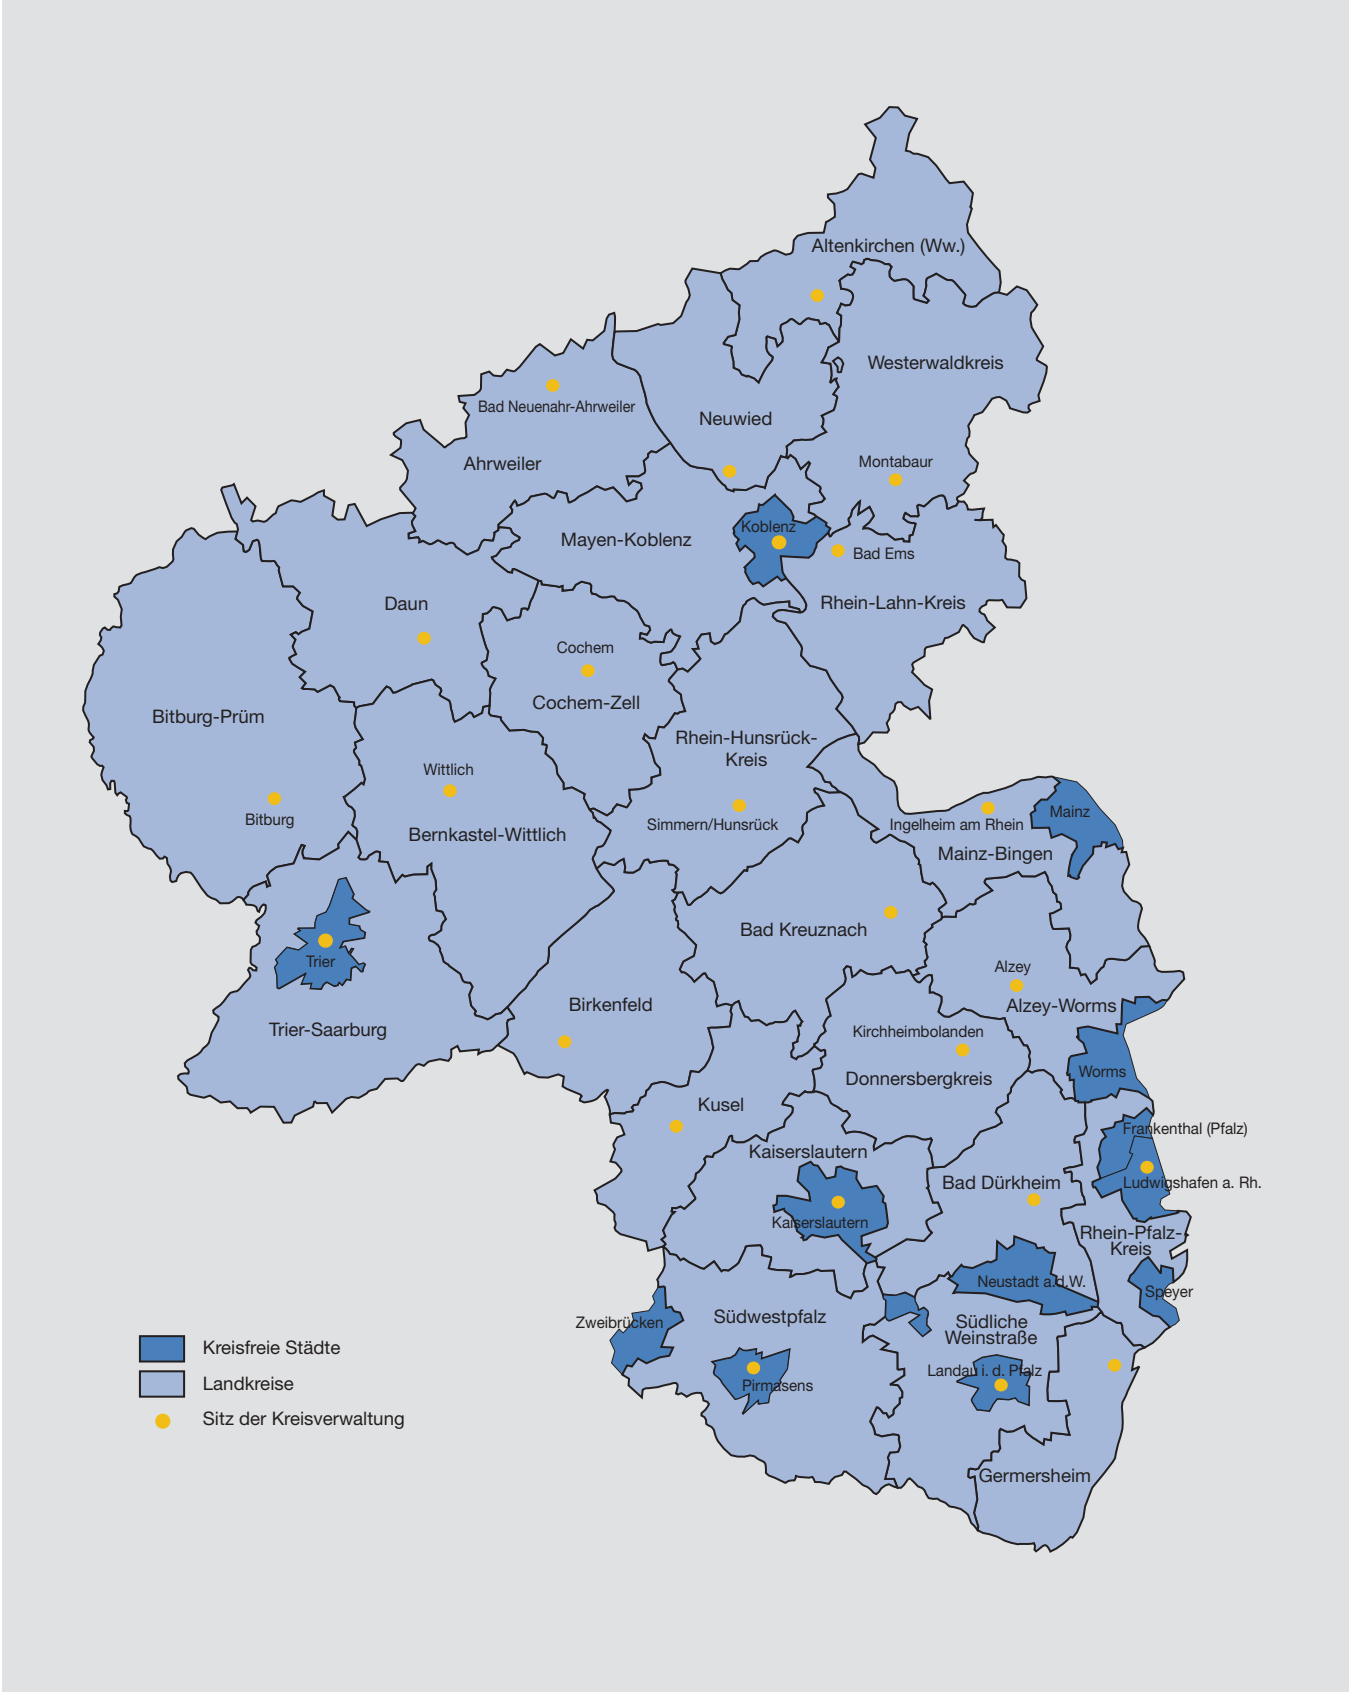 Altenkirchen (Ww.)
Westerwaldkreis
Bad Neuenahr-Ahrweiler
Neuwied
Ahrweiler
Montabaur
Koblenz
Mayen-Koblenz
Bad Ems
Daun
Rhein-Lahn-Kreis
Cochem
Cochem-Zell
Bitburg-Prüm
Rhein-Hunsrück-
Kreis
Wittlich
Bitburg
Simmern/Hunsrück
Ingelheim am Rhein
Mainz
Bernkastel-Wittlich
Mainz-Bingen
Bad Kreuznach
Trier
Alzey
Birkenfeld
Alzey-Worms
Trier-Saarburg
Kirchheimbolanden
Donnersbergkreis
Worms
Kusel
Frankenthal (Pfalz)
Kaiserslautern
Bad Dürkheim
Ludwigshafen a. Rh.
Kaiserslautern
Rhein-Pfalz-
Kreis
Neustadt a.d.W.
Speyer
Zweibrücken
Südwestpfalz
Südliche
Weinstraße
Landau i. d. Pfalz
Pirmasens
Germersheim
Kreisfreie Städte
Landkreise
Sitz der Kreisverwaltung